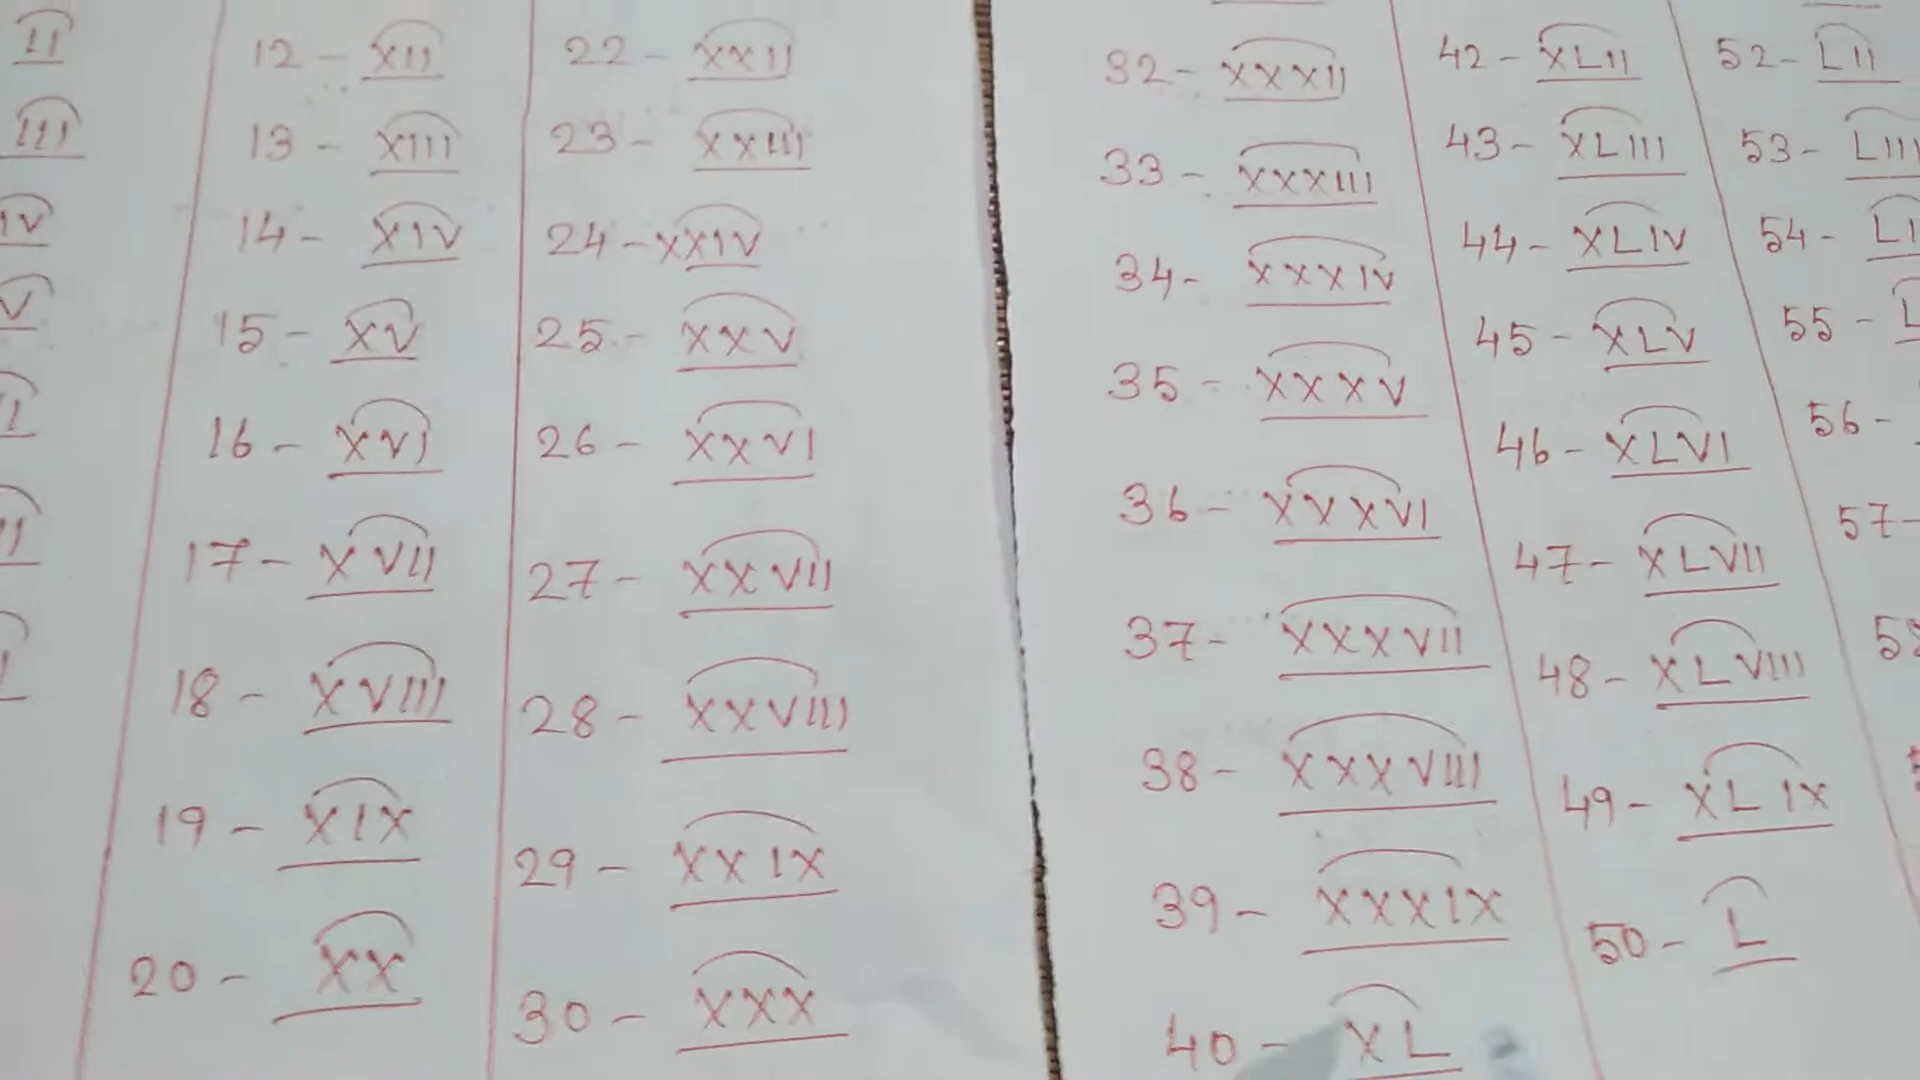 II
III
IV
V
12 - XII
13 - XIII
14 - XIV
15 - XV
16 - XVI
17 - XVII
18 - XVIII
19 - XIX
20 - XX
22 - XXII
23 - XXIII
24 - XXIV
25 - XXV
26 - XXVI
27 - XXVII
28 - XXVIII
29 - XXIX
30 - XXX
32 - XXXII
33 - XXXIII
34 - XXXIV
35 - XXXV
36 - XXXVI
37 - XXXVII
38 - XXXVIII
39 - XXXIX
40 - XL
42 - XLII
43 - XLIII
44 - XLIV
45 - XLV
46 - XLVI
47 - XLVII
48 - XLVIII
49 - XLIX
50 - L
52 - LII
53 - LIII
54 -
55 -
56 -
57 -